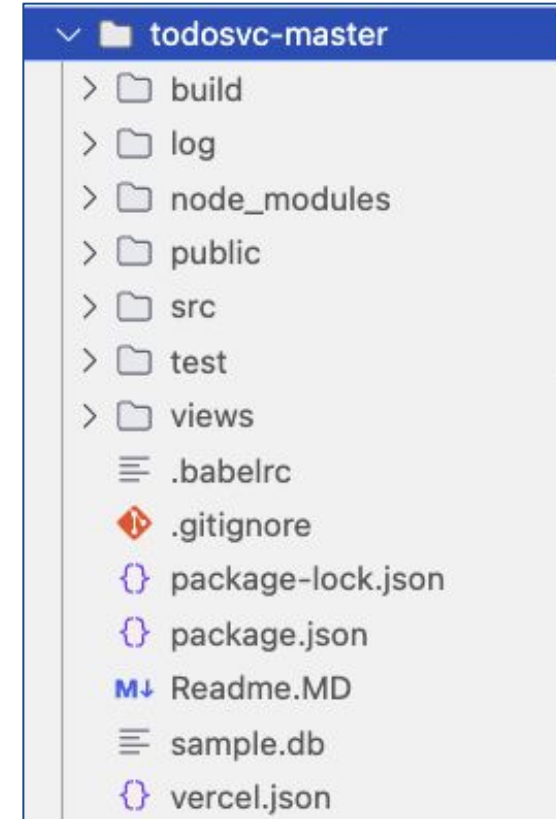 todosvc-master
build
log
node_modules
public
src
test
views
.babelrc
.gitignore
{} package-lock.json
{} package.json
M↓ Readme.MD
sample.db
{} vercel.json